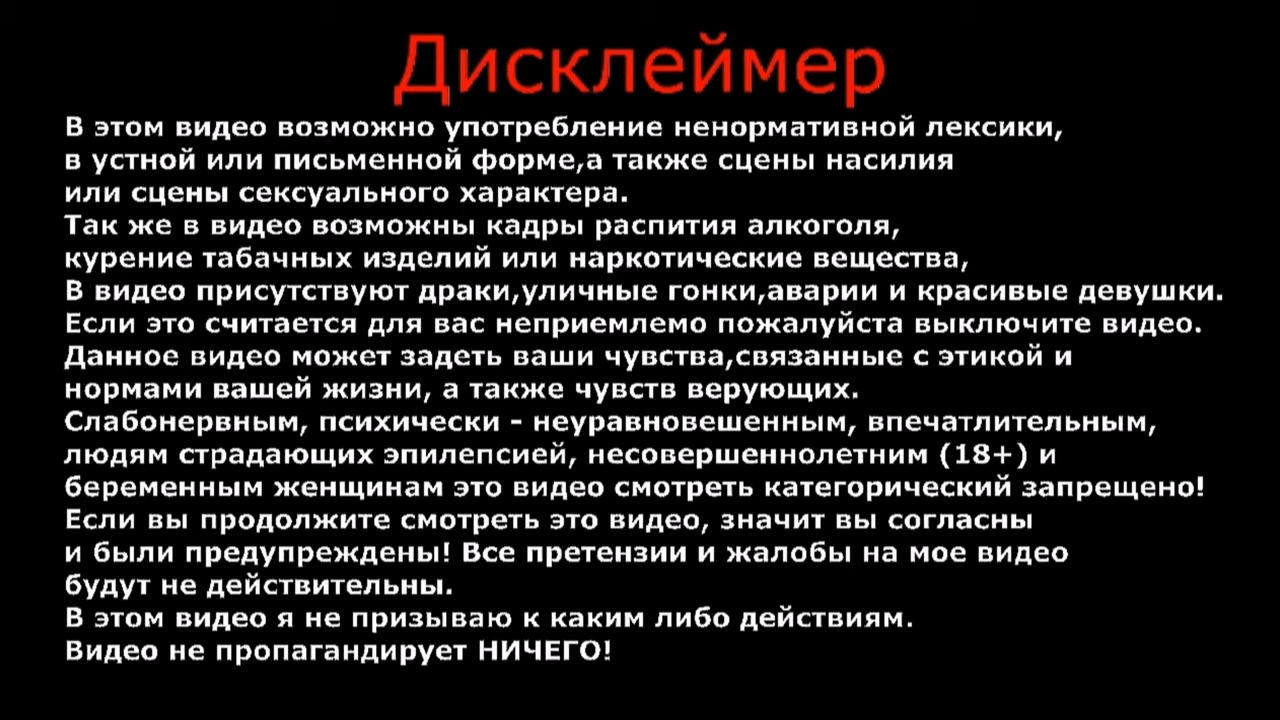 Дисклеймер
В этом видео возможно употребление ненормативной лексики,
в устной или письменной форме,а также сцены насилия
или сцены сексуального характера.
Так же в видео возможны кадры распития алкоголя,
курение табачных изделий или наркотические вещества,
В видео присутствуют драки,уличные гонки,аварии и красивые девушки.
Если это считается для вас неприемлемо пожалуйста выключите видео.
Данное видео может задеть ваши чувства,связанные с этикой и
нормами вашей жизни, а также чувств верующих.
Слабонервным, психически - неуравновешенным, впечатлительным,
людям страдающих эпилепсией, несовершеннолетним (18+) и
беременным женщинам это видео смотреть категорический запрещено!
Если вы продолжите смотреть это видео, значит вы согласны
и были предупреждены! Все претензии и жалобы на мое видео
будут не действительны.
В этом видео я не призываю к каким либо действиям.
Видео не пропагандирует НИЧЕГО!